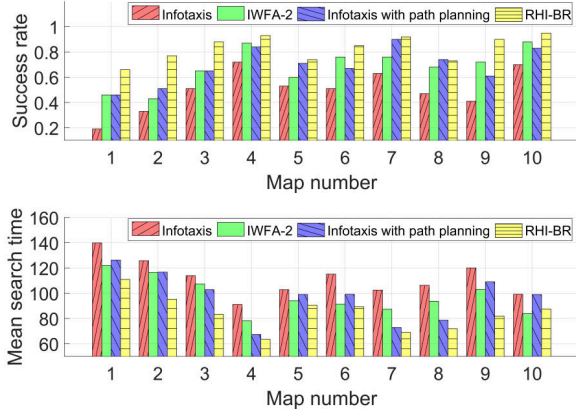 Infotaxis IWFA-2 Infotaxis with path planning RHI-BR
1
0.8
0.6
0.4
0.2
Success rate
1 2 3 4 5 6 7 8 9 10
Map number
Infotaxis IWFA-2 Infotaxis with path planning RHI-BR
160
140
120
100
80
60
Mean search time
1 2 3 4 5 6 7 8 9 10
Map number